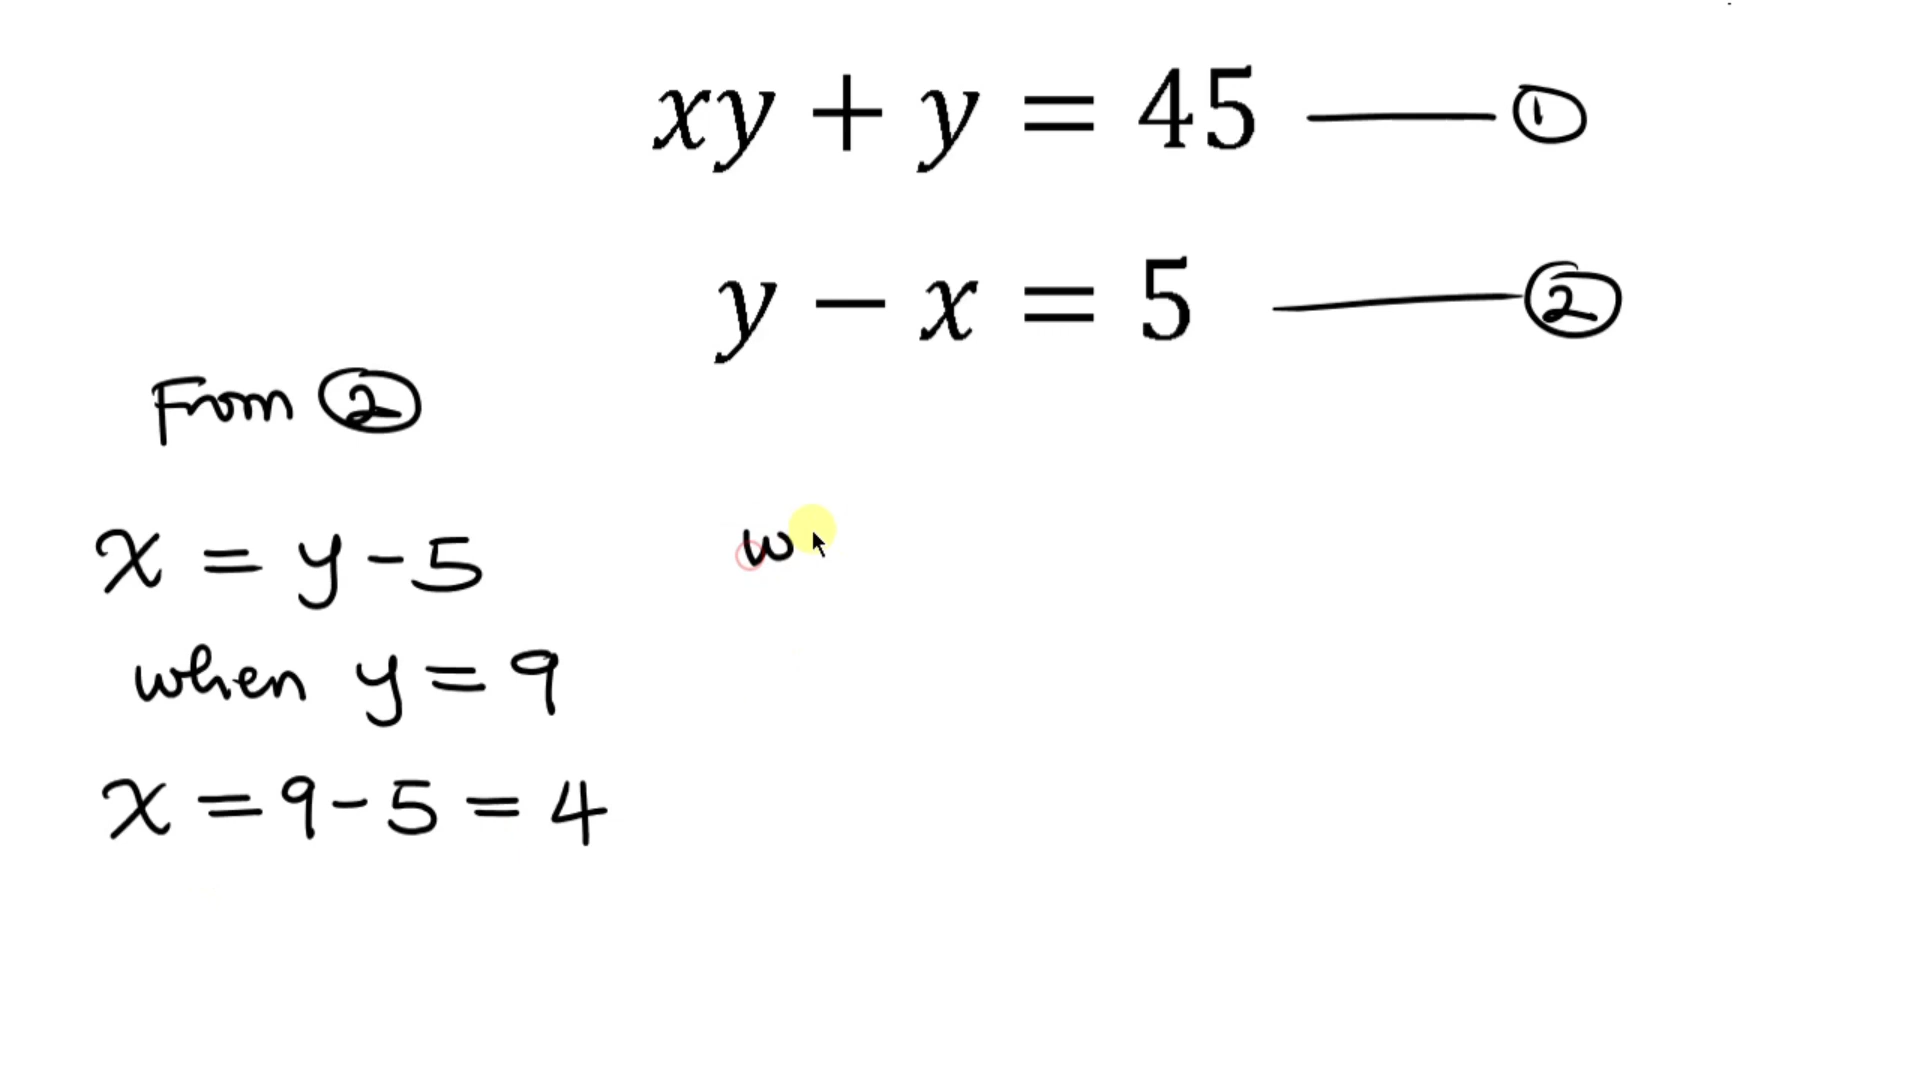 xy + y = 45 —— ①
y − x = 5 —— ②
From ②
x = y - 5
w
when y = 9
x = 9 - 5 = 4